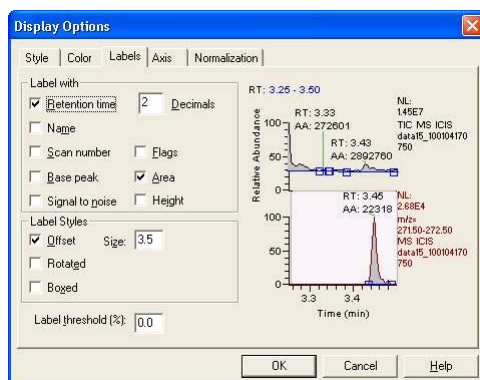 Display Options
Style Color Labels Axis Normalization
Label with
Retention time 2 Decimals
Name
Scan number Flags
Base peak Area
Signal to noise Height
Label Styles
Offset Size: 3.5
Rotated
Boxed
Label threshold (%): 0.0
RT: 3.25 - 3.50
NL:
1.45E7
TIC MS ICIS
data15_100104170
750
RT: 3.33
AA: 272601
RT: 3.43
AA: 2892760
100
50
0
Relative Abundance
RT: 3.45
AA: 22318
NL:
2.68E4
m/z=
271.50-272.50
MS ICIS
data15_100104170
750
100
50
0
3.3 3.4
Time (min)
OK Cancel Help